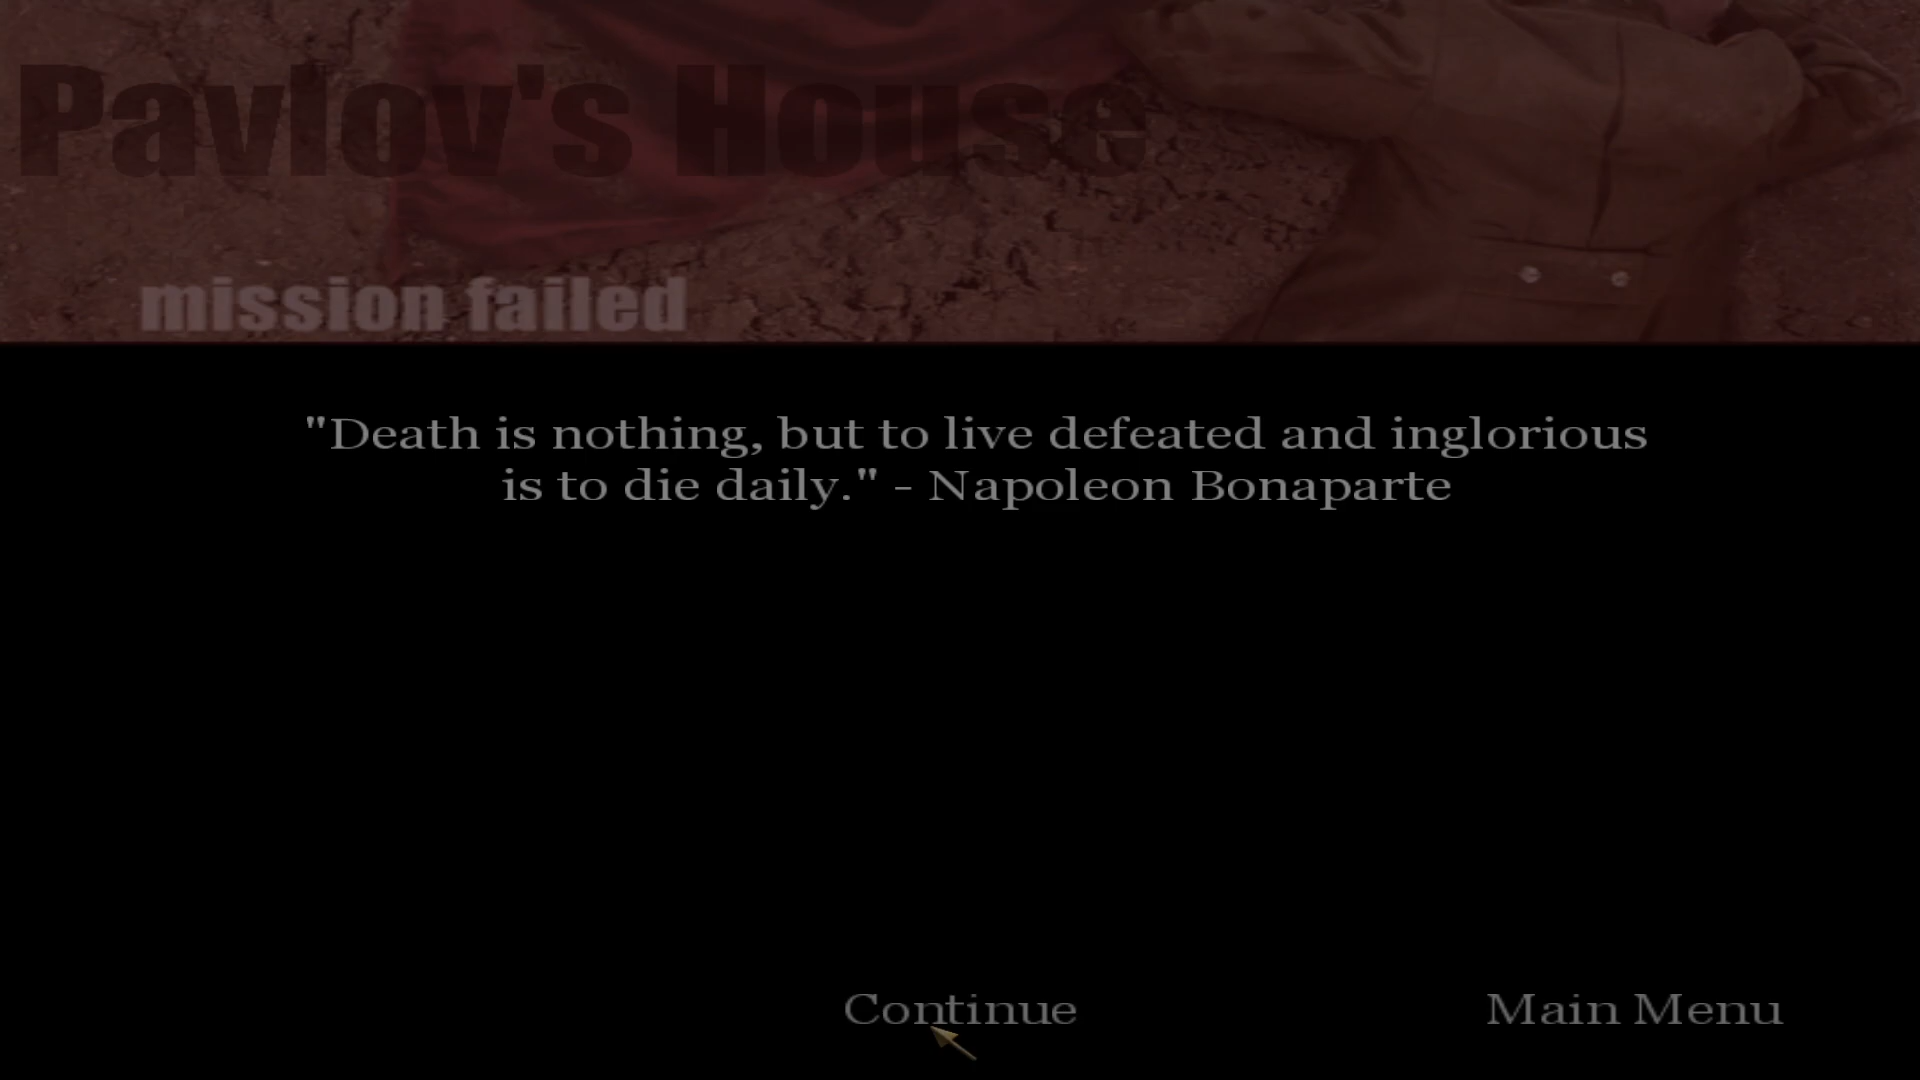 Pavlov's House
mission failed
"Death is nothing, but to live defeated and inglorious
is to die daily." - Napoleon Bonaparte
Continue
Main Menu